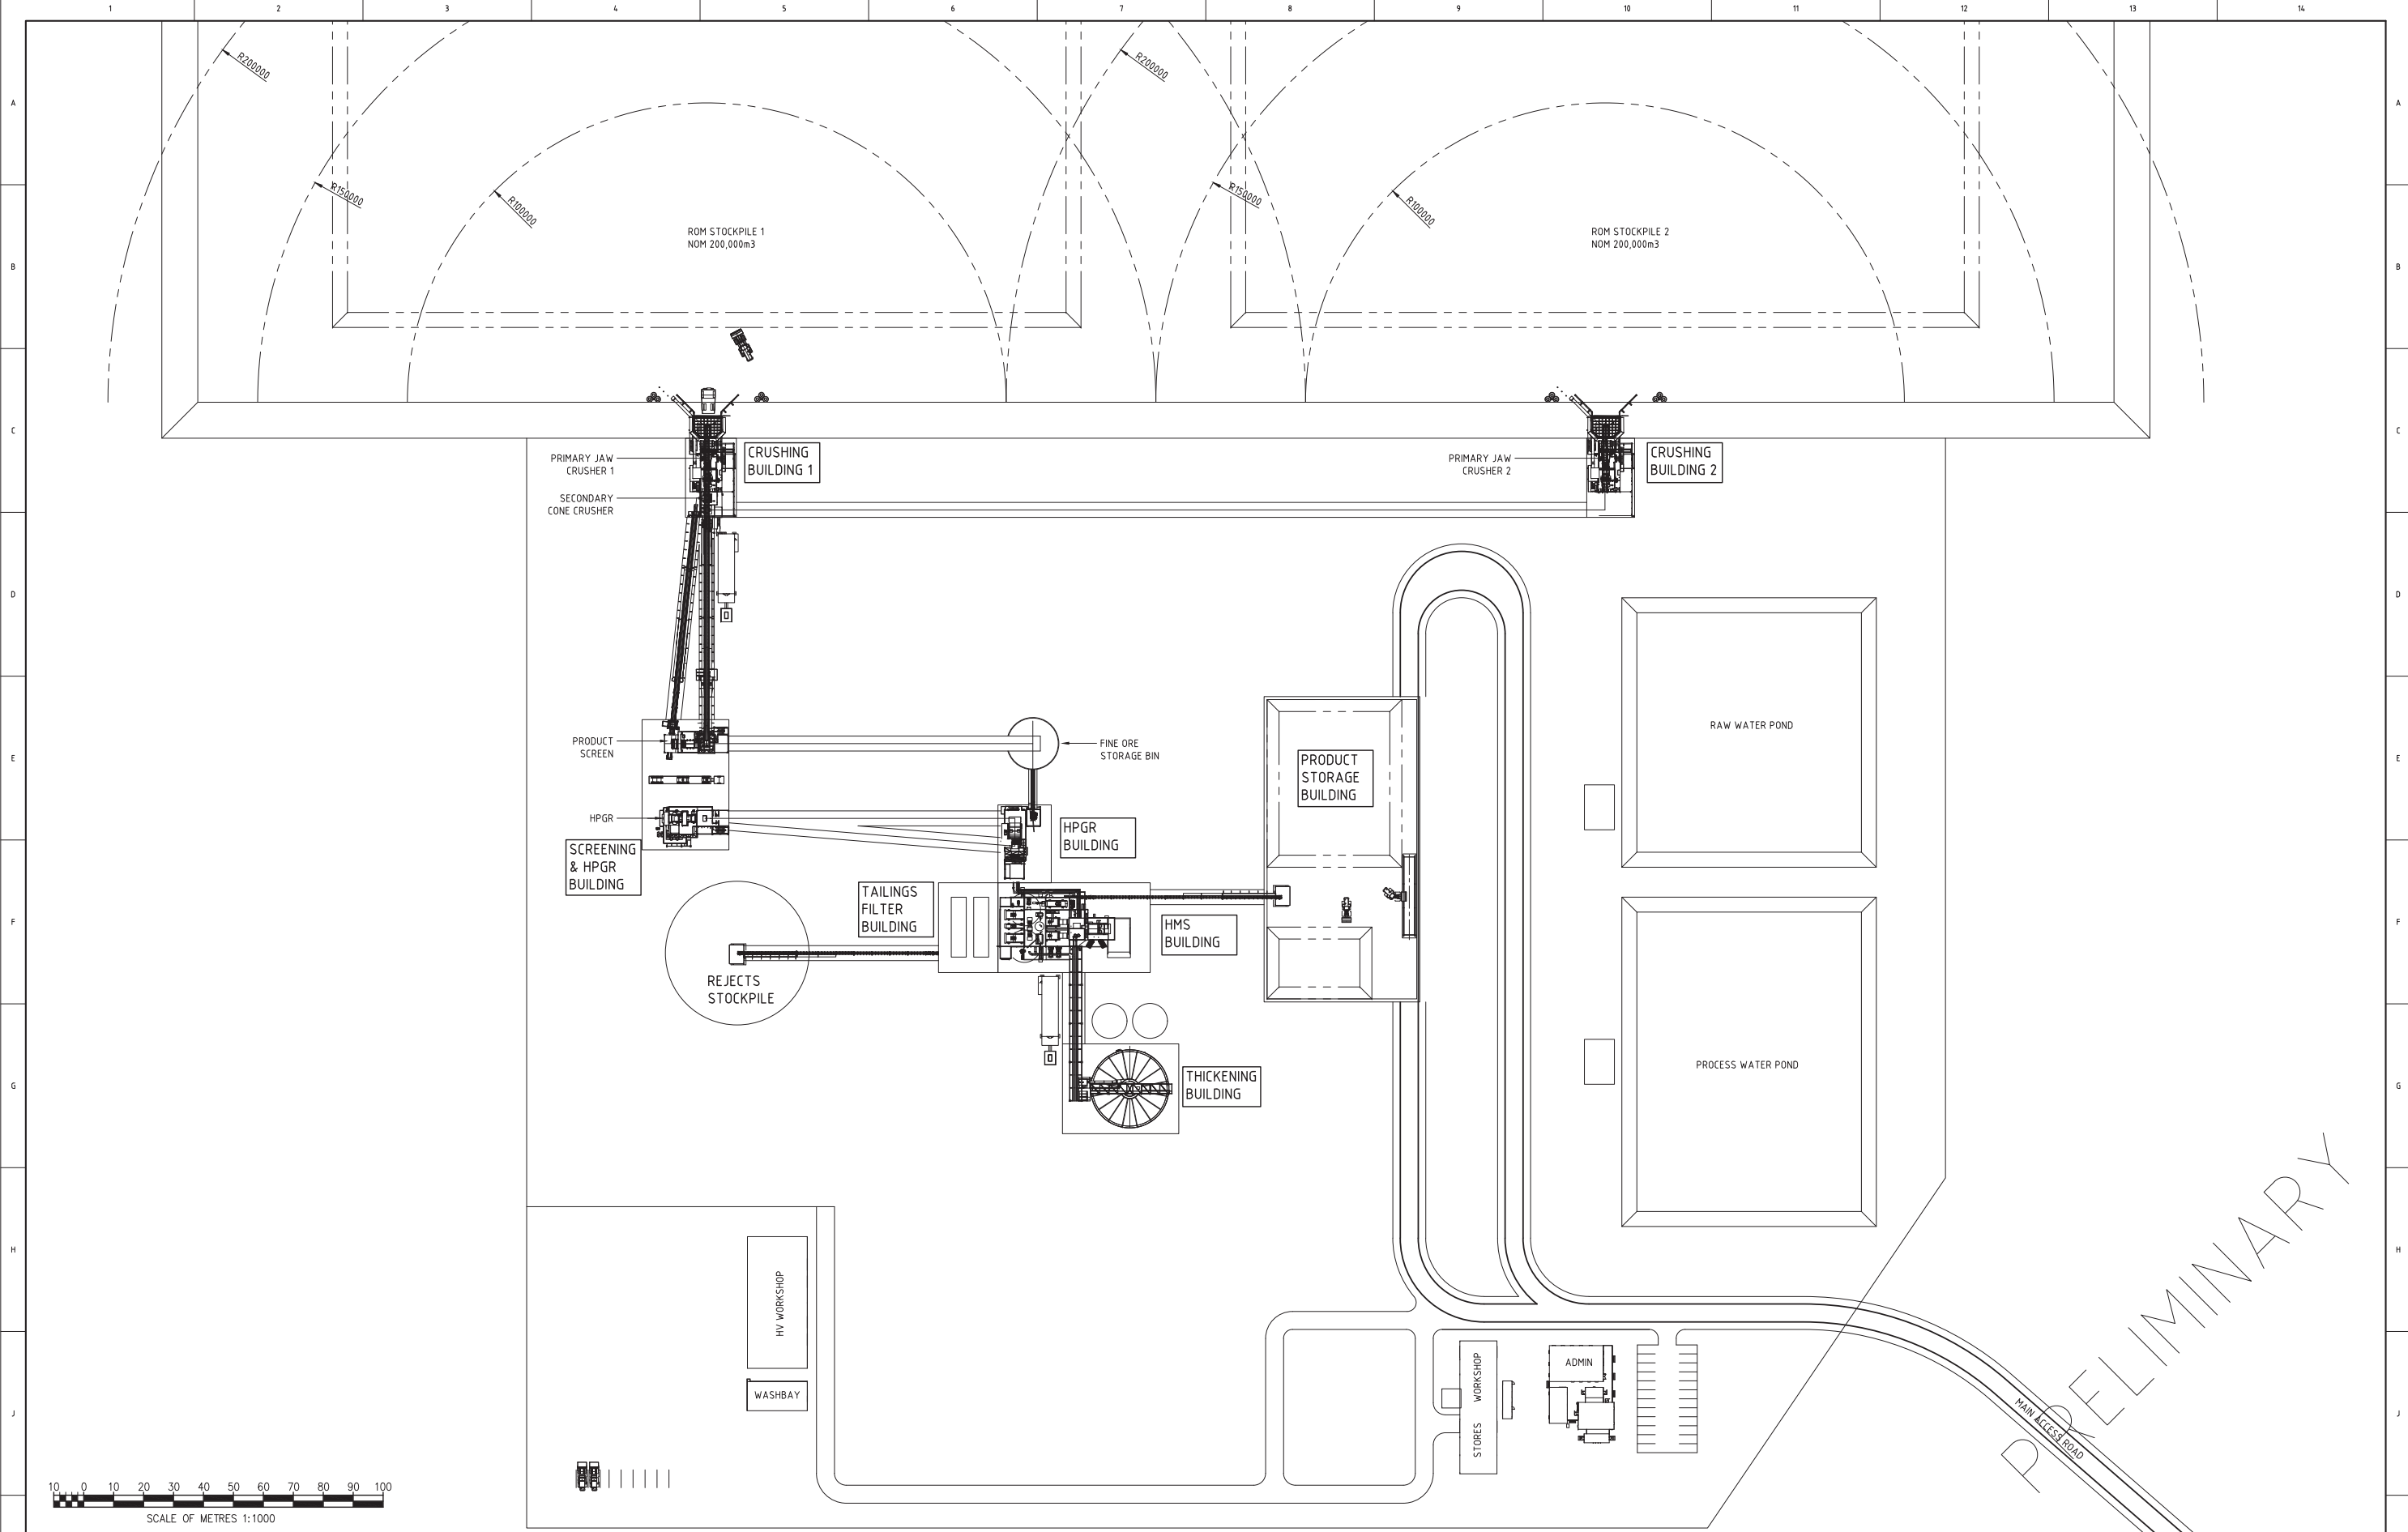 1 2 3 4 5 6 7 8 9 10 11 12 13 14
R200000
R200000
A
A
R150000
R100000
R150000
R100000
ROM STOCKPILE 1
NOM 200,000m3
ROM STOCKPILE 2
NOM 200,000m3
B
B
C
C
PRIMARY JAW
CRUSHER 1
CRUSHING
BUILDING 1
PRIMARY JAW
CRUSHER 2
CRUSHING
BUILDING 2
SECONDARY
CONE CRUSHER
D
D
RAW WATER POND
PRODUCT
SCREEN
FINE ORE
STORAGE BIN
E
E
PRODUCT
STORAGE
BUILDING
HPGR
HPGR
BUILDING
SCREENING
& HPGR
BUILDING
TAILINGS
FILTER
BUILDING
HMS
BUILDING
F
F
REJECTS
STOCKPILE
PROCESS WATER POND
THICKENING
BUILDING
G
G
H
H
HV WORKSHOP
PRELIMINARY
WASHBAY
STORES WORKSHOP
ADMIN
MAIN ACCESS ROAD
J
J
10 0 10 20 30 40 50 60 70 80 90 100
SCALE OF METRES 1:1000